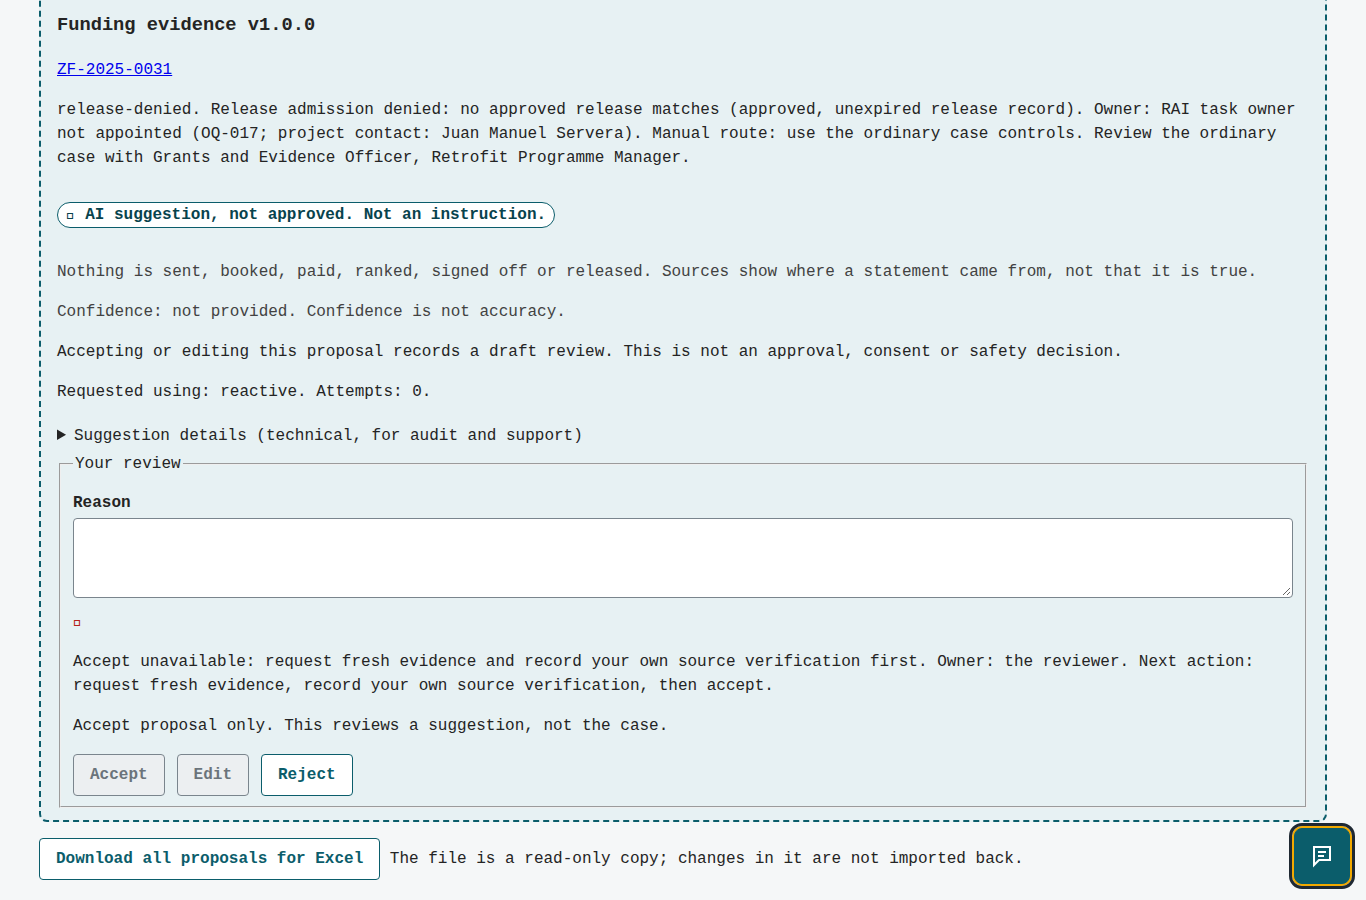 Funding evidence v1.0.0
ZF-2025-0031
release-denied. Release admission denied: no approved release matches (approved, unexpired release record). Owner: RAI task owner
not appointed (OQ-017; project contact: Juan Manuel Servera). Manual route: use the ordinary case controls. Review the ordinary
case with Grants and Evidence Officer, Retrofit Programme Manager.
AI suggestion, not approved. Not an instruction.
Nothing is sent, booked, paid, ranked, signed off or released. Sources show where a statement came from, not that it is true.
Confidence: not provided. Confidence is not accuracy.
Accepting or editing this proposal records a draft review. This is not an approval, consent or safety decision.
Requested using: reactive. Attempts: 0.
Suggestion details (technical, for audit and support)
Your review
Reason
Accept unavailable: request fresh evidence and record your own source verification first. Owner: the reviewer. Next action:
request fresh evidence, record your own source verification, then accept.
Accept proposal only. This reviews a suggestion, not the case.
Accept Edit Reject
Download all proposals for Excel The file is a read-only copy; changes in it are not imported back.